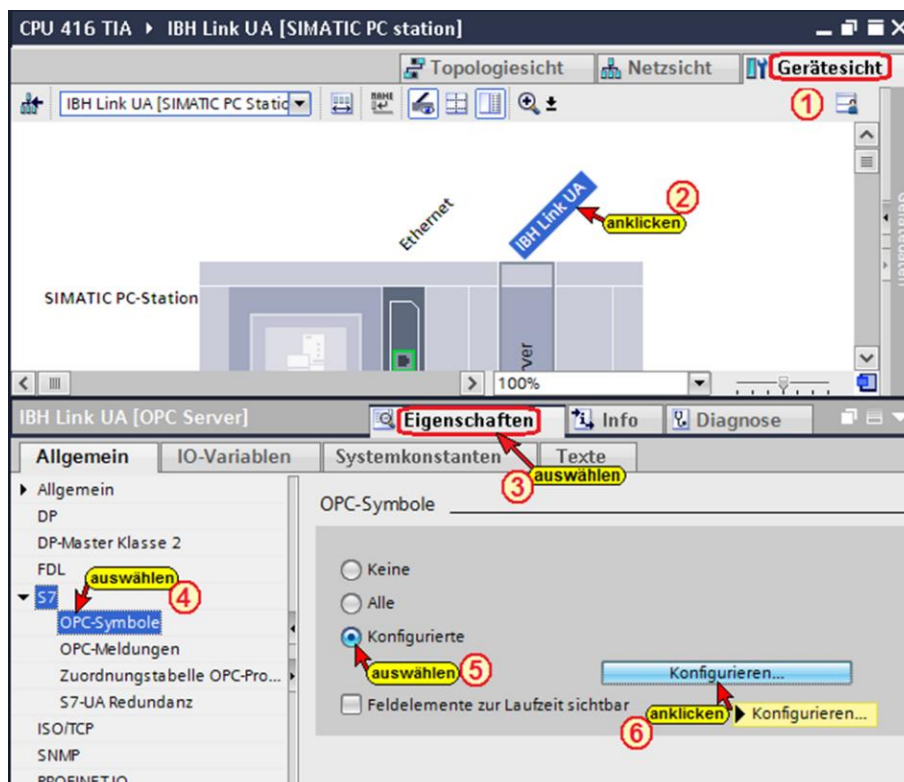 CPU 416 TIA ▸ IBH Link UA [SIMATIC PC station]
Topologiesicht Netzsicht Gerätesicht
IBH Link UA [SIMATIC PC Static
1
2
IBH Link UA
anklicken
Ethernet
SIMATIC PC-Station
100%
IBH Link UA [OPC Server]
Eigenschaften Info Diagnose
Allgemein IO-Variablen Systemkonstanten Texte
3 auswählen
Allgemein
DP
DP-Master Klasse 2
FDL
auswählen 4
S7
OPC-Symbole
OPC-Meldungen
Zuordnungstabelle OPC-Pro...
S7-UA Redundanz
ISO/TCP
SNMP
PROFINET IO
OPC-Symbole
Keine
Alle
Konfigurierte
auswählen 5
Konfigurieren...
Feldelemente zur Laufzeit sichtbar
6 anklicken Konfigurieren...